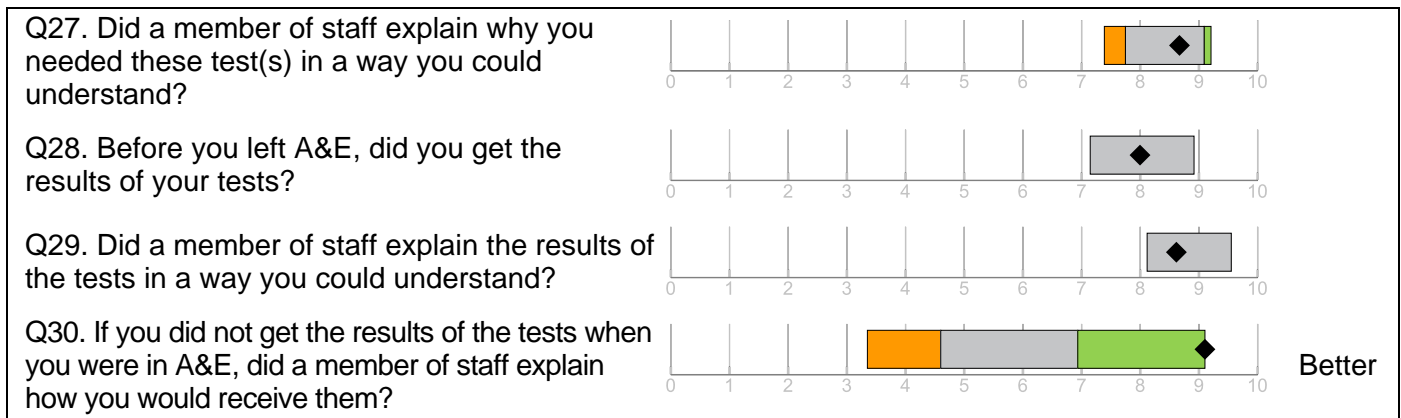 Q27. Did a member of staff explain why you
needed these test(s) in a way you could
understand?
0 1 2 3 4 5 6 7 8 9 10
Q28. Before you left A&E, did you get the
results of your tests?
0 1 2 3 4 5 6 7 8 9 10
Q29. Did a member of staff explain the results of
the tests in a way you could understand?
0 1 2 3 4 5 6 7 8 9 10
Q30. If you did not get the results of the tests when
you were in A&E, did a member of staff explain
how you would receive them?
0 1 2 3 4 5 6 7 8 9 10
Better